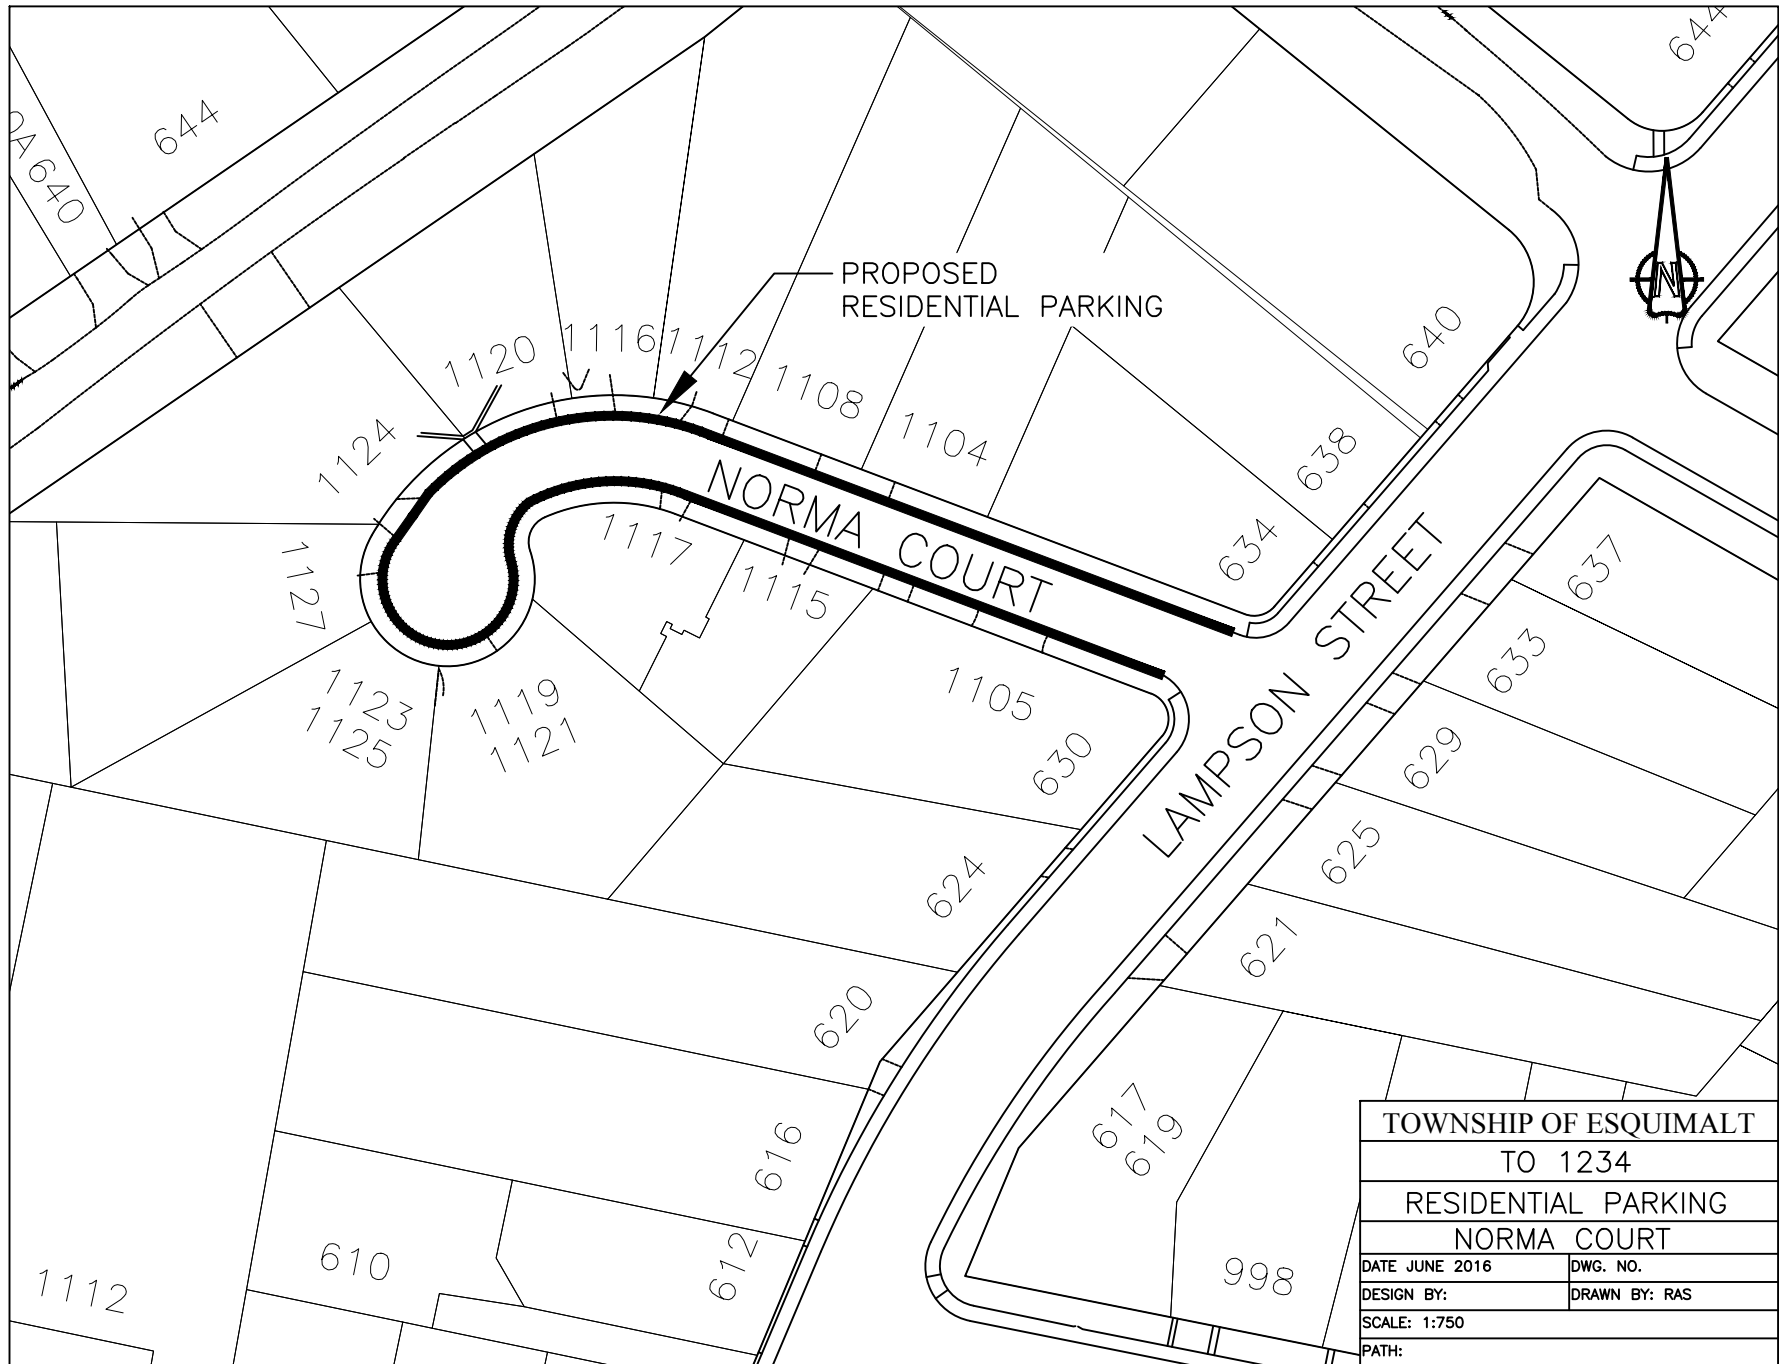 644
644
0A 640
PROPOSED
RESIDENTIAL PARKING
N
640
1120
1116
1112
1108
1104
1124
638
634
NORMA COURT
1117
1115
1127
637
633
LAMPSON STREET
1123
1125
1119
1121
1105
630
629
624
625
621
620
617
619
616
612
610
1112
998
TOWNSHIP OF ESQUIMALT
TO 1234
RESIDENTIAL PARKING
NORMA COURT
DATE JUNE 2016
DWG. NO.
DESIGN BY:
DRAWN BY: RAS
SCALE: 1:750
PATH: